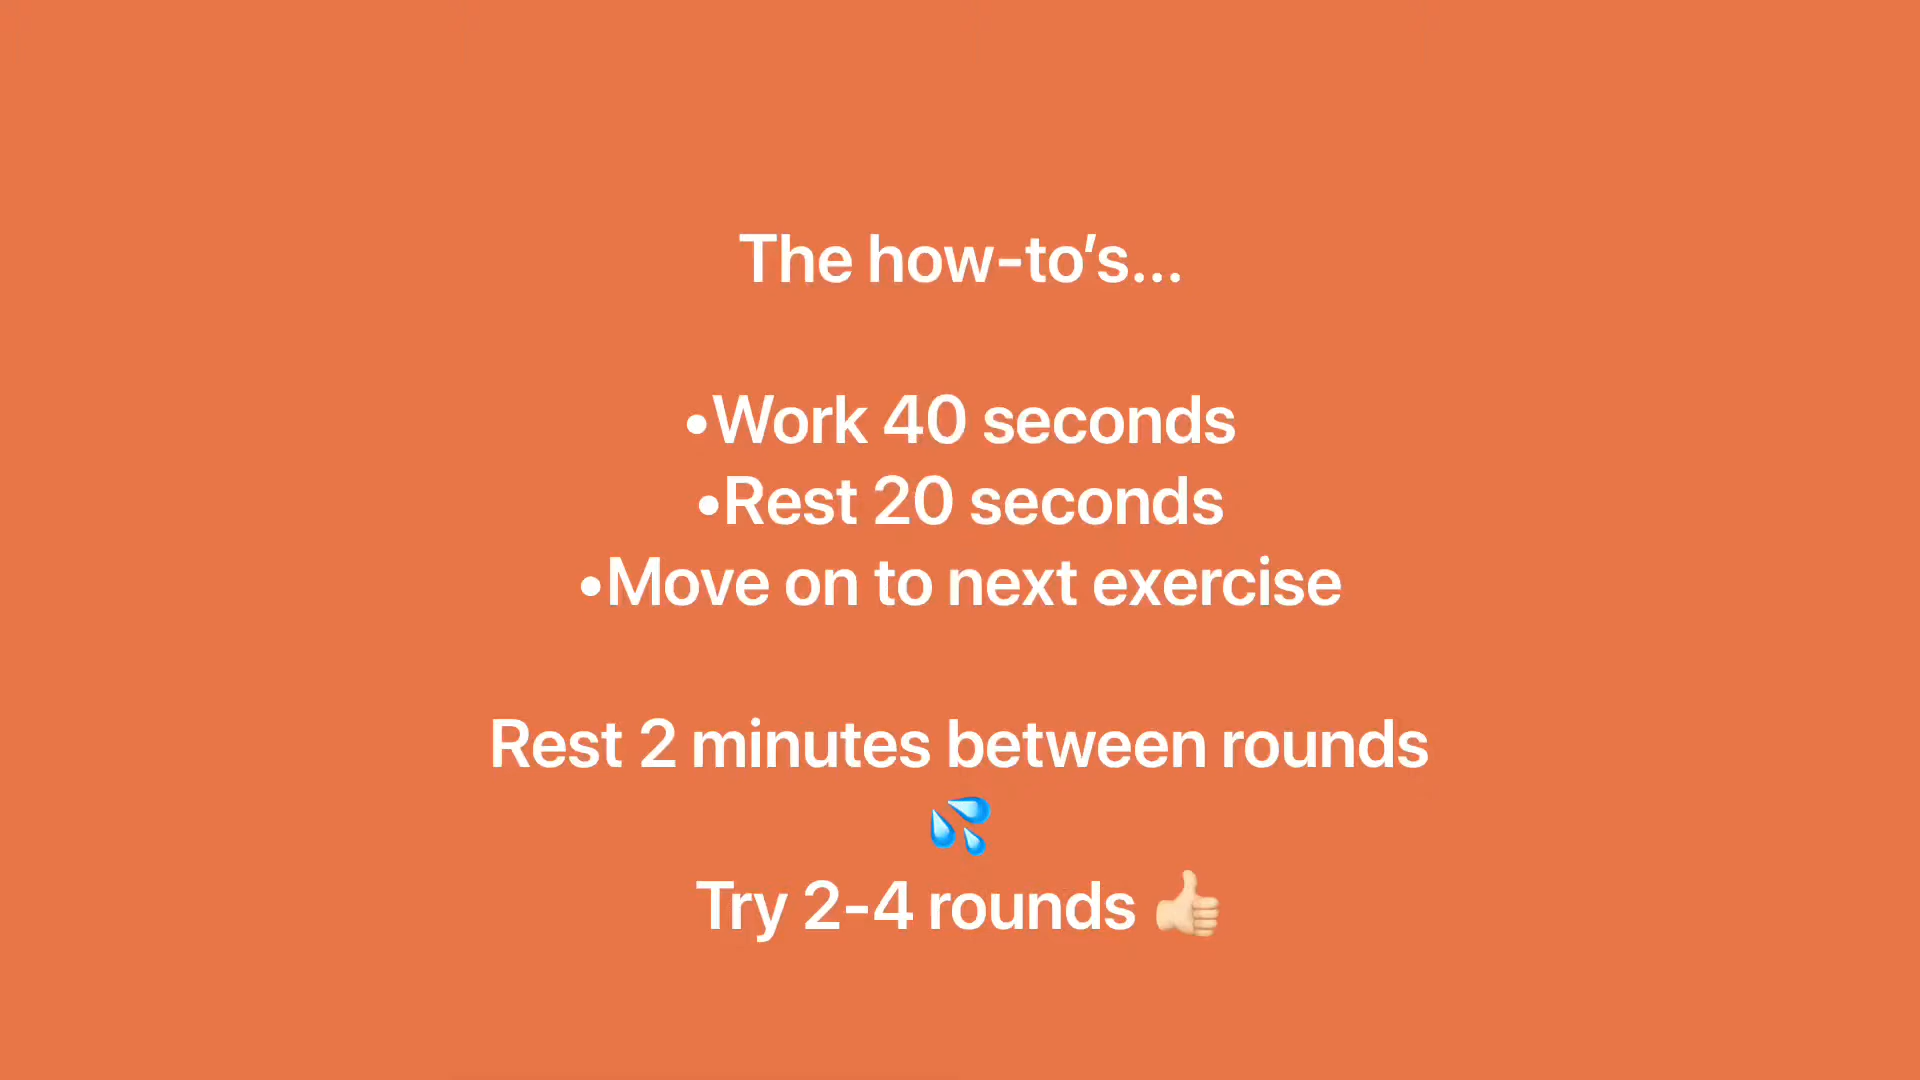 The how-to’s...
•Work 40 seconds
•Rest 20 seconds
•Move on to next exercise
Rest 2 minutes between rounds
💦
Try 2-4 rounds 👍🏼